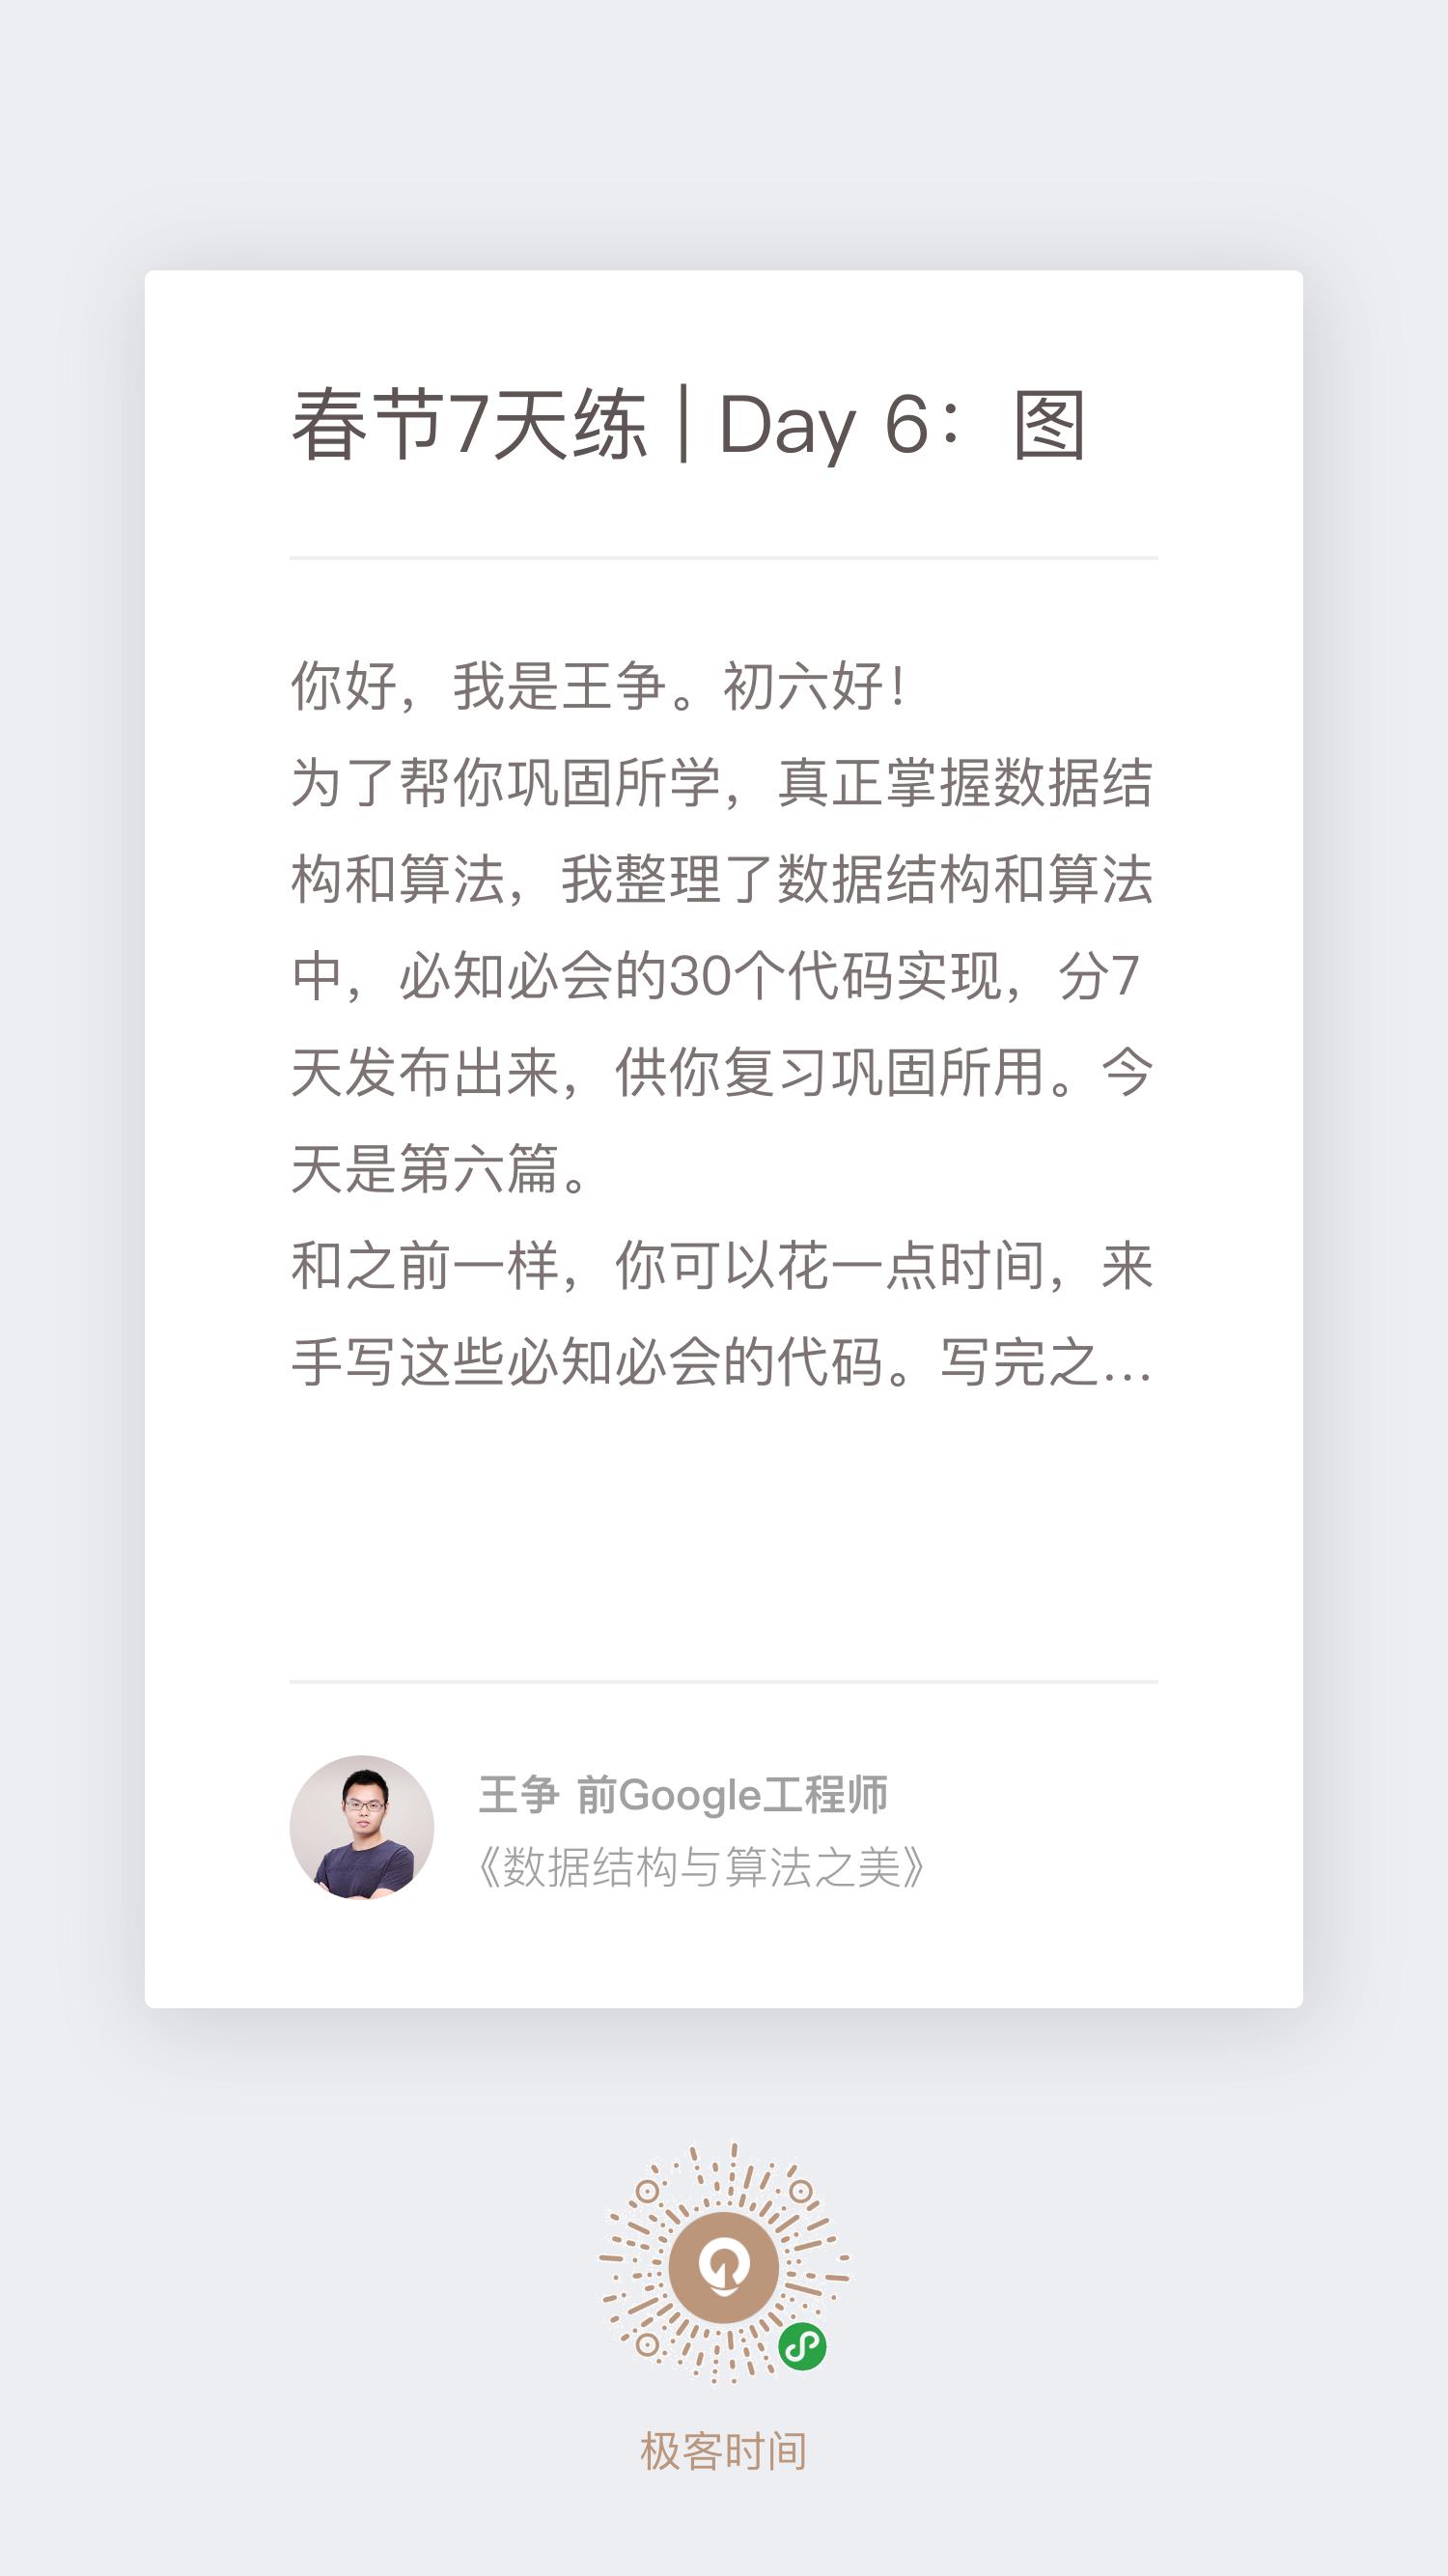 春节7天练 | Day 6：图
你好，我是王争。初六好！
为了帮你巩固所学，真正掌握数据结
构和算法，我整理了数据结构和算法
中，必知必会的30个代码实现，分7
天发布出来，供你复习巩固所用。今
天是第六篇。
和之前一样，你可以花一点时间，来
手写这些必知必会的代码。写完之...
王争 前Google工程师
《数据结构与算法之美》
极客时间